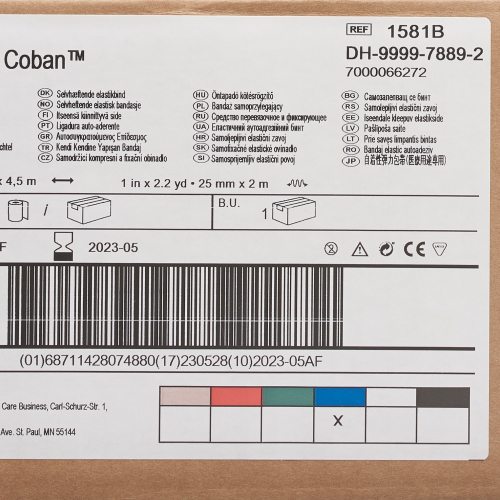 REF 1581B
Coban™
DH-9999-7889-2
7000066272
DK Selvhæftende elastikbind
NO Selvheftende elastisk bandasje
FI Itseensä kiinnittyvä side
PT Ligadura auto-aderente
GR Αυτοσυγκρατούμενος Επίδεσμος
TR Kendi Kendine Yapışan Bandaj
CZ Samodržící kompresní a fixační obinadlo
HU Öntapadó kötésrögzítő
PL Bandaż samoprzylegający
RU Средство перевязочное и фиксирующее
UA Еластичний аутоадгезівний бинт
HR Samoljepljivi elastični zavoj
SK Samofixačné elastické ovínadlo
SI Samosprijemljiv elastični povoj
BG Самозалепващ се бинт
RS Samolepljivi elastični zavoj
EE Iseendale kleepuv elastikside
LV Pašlīpoša saite
LT Prie savęs limpantis bintas
RO Bandaj elastic autoadeziv
JP 自着性弾力包帯(医療用途専用)
chtel
x 4,5 m ↔ 1 in x 2.2 yd • 25 mm x 2 m
/ B.U. 1
F 2023-05
2 CE
(01)68711428074880(17)230528(10)2023-05AF
Care Business, Carl-Schurz-Str. 1,
Ave. St. Paul, MN 55144
X